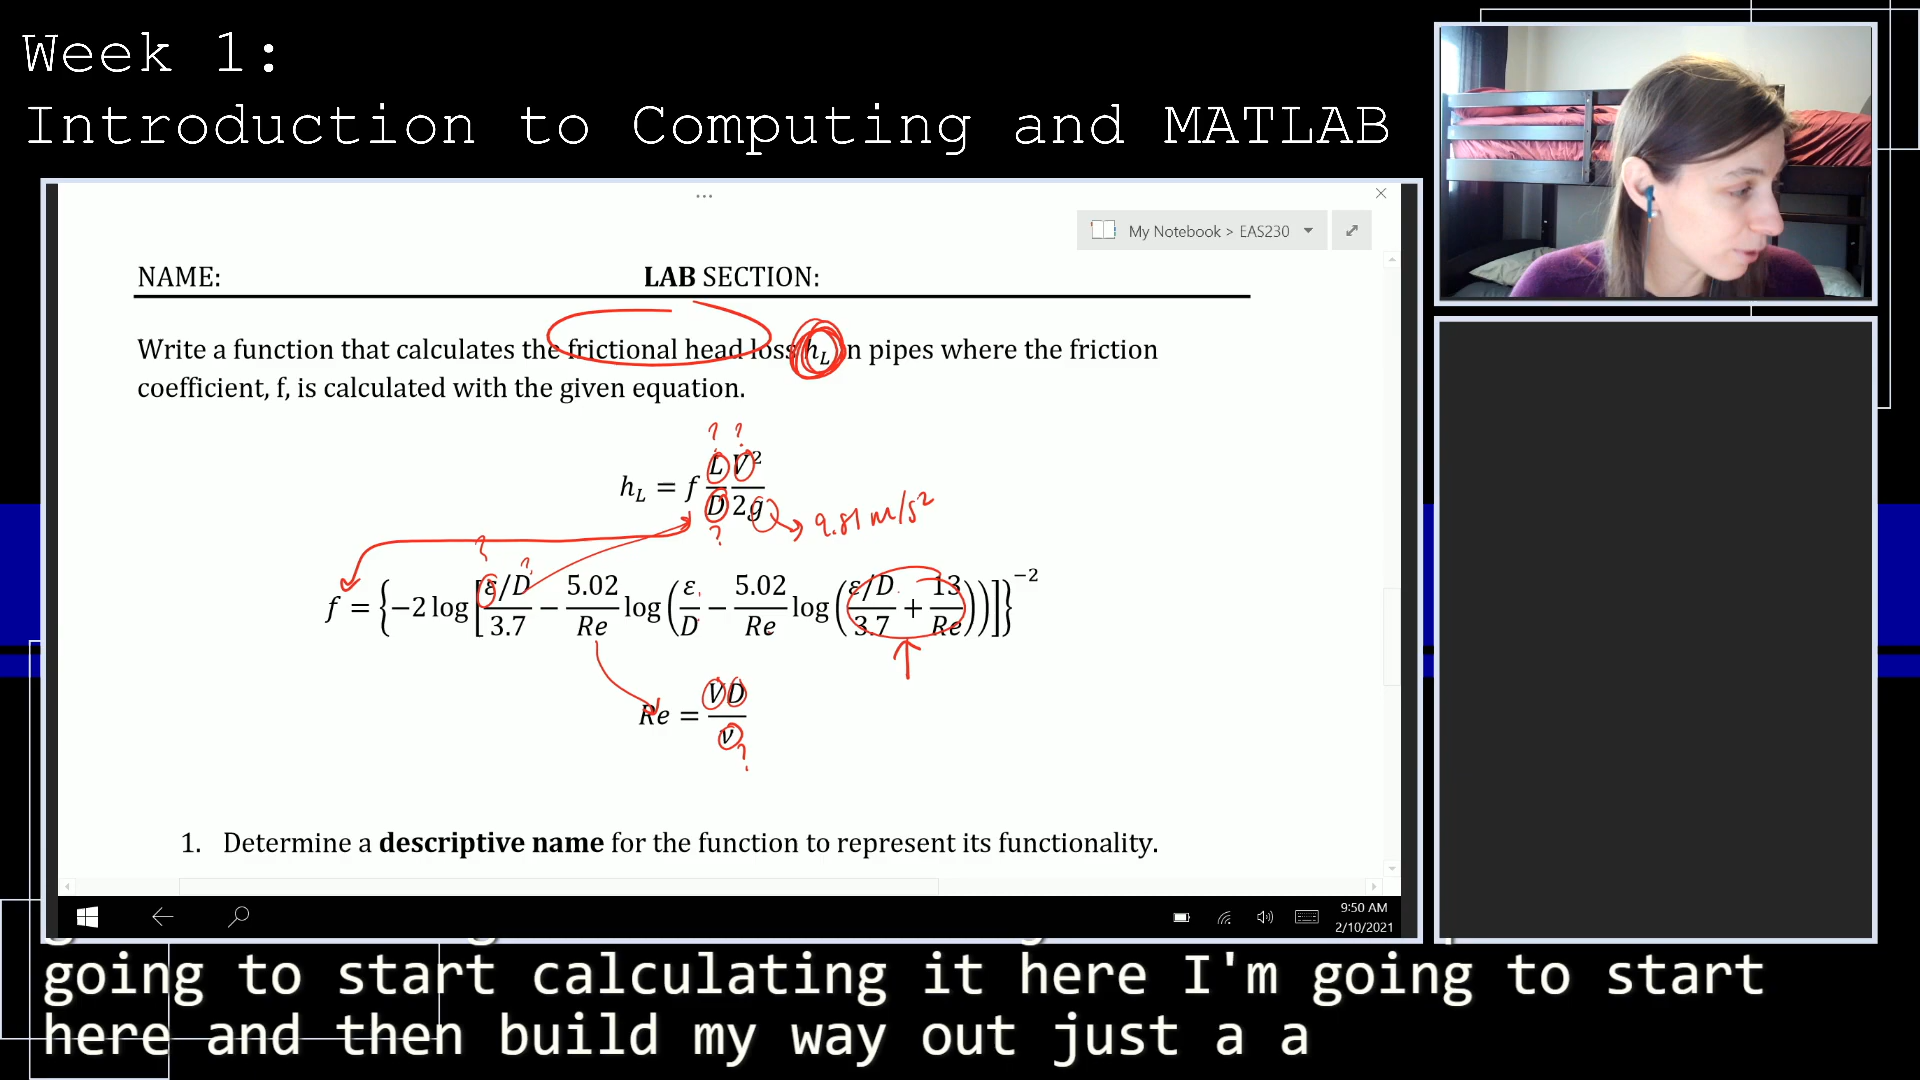 Week 1:
Introduction to Computing and MATLAB
...
My Notebook > EAS230
NAME: LAB SECTION:
Write a function that calculates the frictional head loss h_L in pipes where the friction
coefficient, f, is calculated with the given equation.
? ?
h_L = f L/D V²/2g
→ 9.81 m/s²
?
? ?
f = {−2 log [ε/D/3.7 − 5.02/Re log (ε/D − 5.02/Re log (ε/D/3.7 + 13/Re))]}⁻²
Re = VD/ν
?
1. Determine a descriptive name for the function to represent its functionality.
9:50 AM
2/10/2021
going to start calculating it here I'm going to start
here and then build my way out just a a